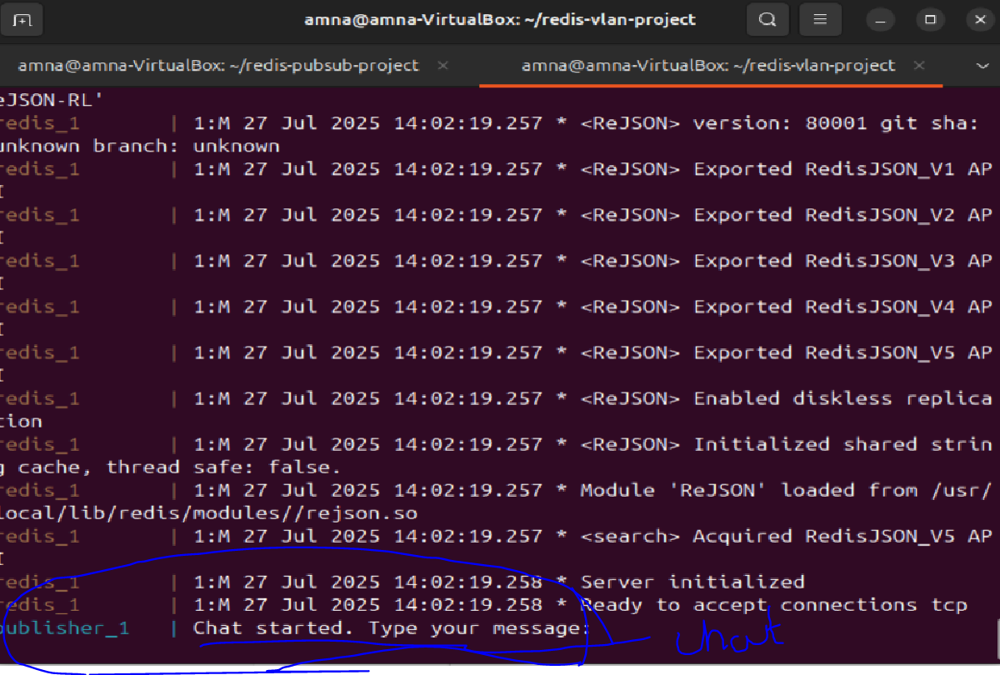 amna@amna-VirtualBox: ~/redis-vlan-project
amna@amna-VirtualBox: ~/redis-pubsub-project
amna@amna-VirtualBox: ~/redis-vlan-project
eJSON-RL'
redis_1 | 1:M 27 Jul 2025 14:02:19.257 * <ReJSON> version: 80001 git sha:
unknown branch: unknown
redis_1 | 1:M 27 Jul 2025 14:02:19.257 * <ReJSON> Exported RedisJSON_V1 AP
I
redis_1 | 1:M 27 Jul 2025 14:02:19.257 * <ReJSON> Exported RedisJSON_V2 AP
I
redis_1 | 1:M 27 Jul 2025 14:02:19.257 * <ReJSON> Exported RedisJSON_V3 AP
I
redis_1 | 1:M 27 Jul 2025 14:02:19.257 * <ReJSON> Exported RedisJSON_V4 AP
I
redis_1 | 1:M 27 Jul 2025 14:02:19.257 * <ReJSON> Exported RedisJSON_V5 AP
I
redis_1 | 1:M 27 Jul 2025 14:02:19.257 * <ReJSON> Enabled diskless replica
tion
redis_1 | 1:M 27 Jul 2025 14:02:19.257 * <ReJSON> Initialized shared strin
g cache, thread safe: false.
redis_1 | 1:M 27 Jul 2025 14:02:19.257 * Module 'ReJSON' loaded from /usr/
local/lib/redis/modules//rejson.so
redis_1 | 1:M 27 Jul 2025 14:02:19.257 * <search> Acquired RedisJSON_V5 AP
I
redis_1 | 1:M 27 Jul 2025 14:02:19.258 * Server initialized
redis_1 | 1:M 27 Jul 2025 14:02:19.258 * Ready to accept connections tcp
publisher_1 | Chat started. Type your message: